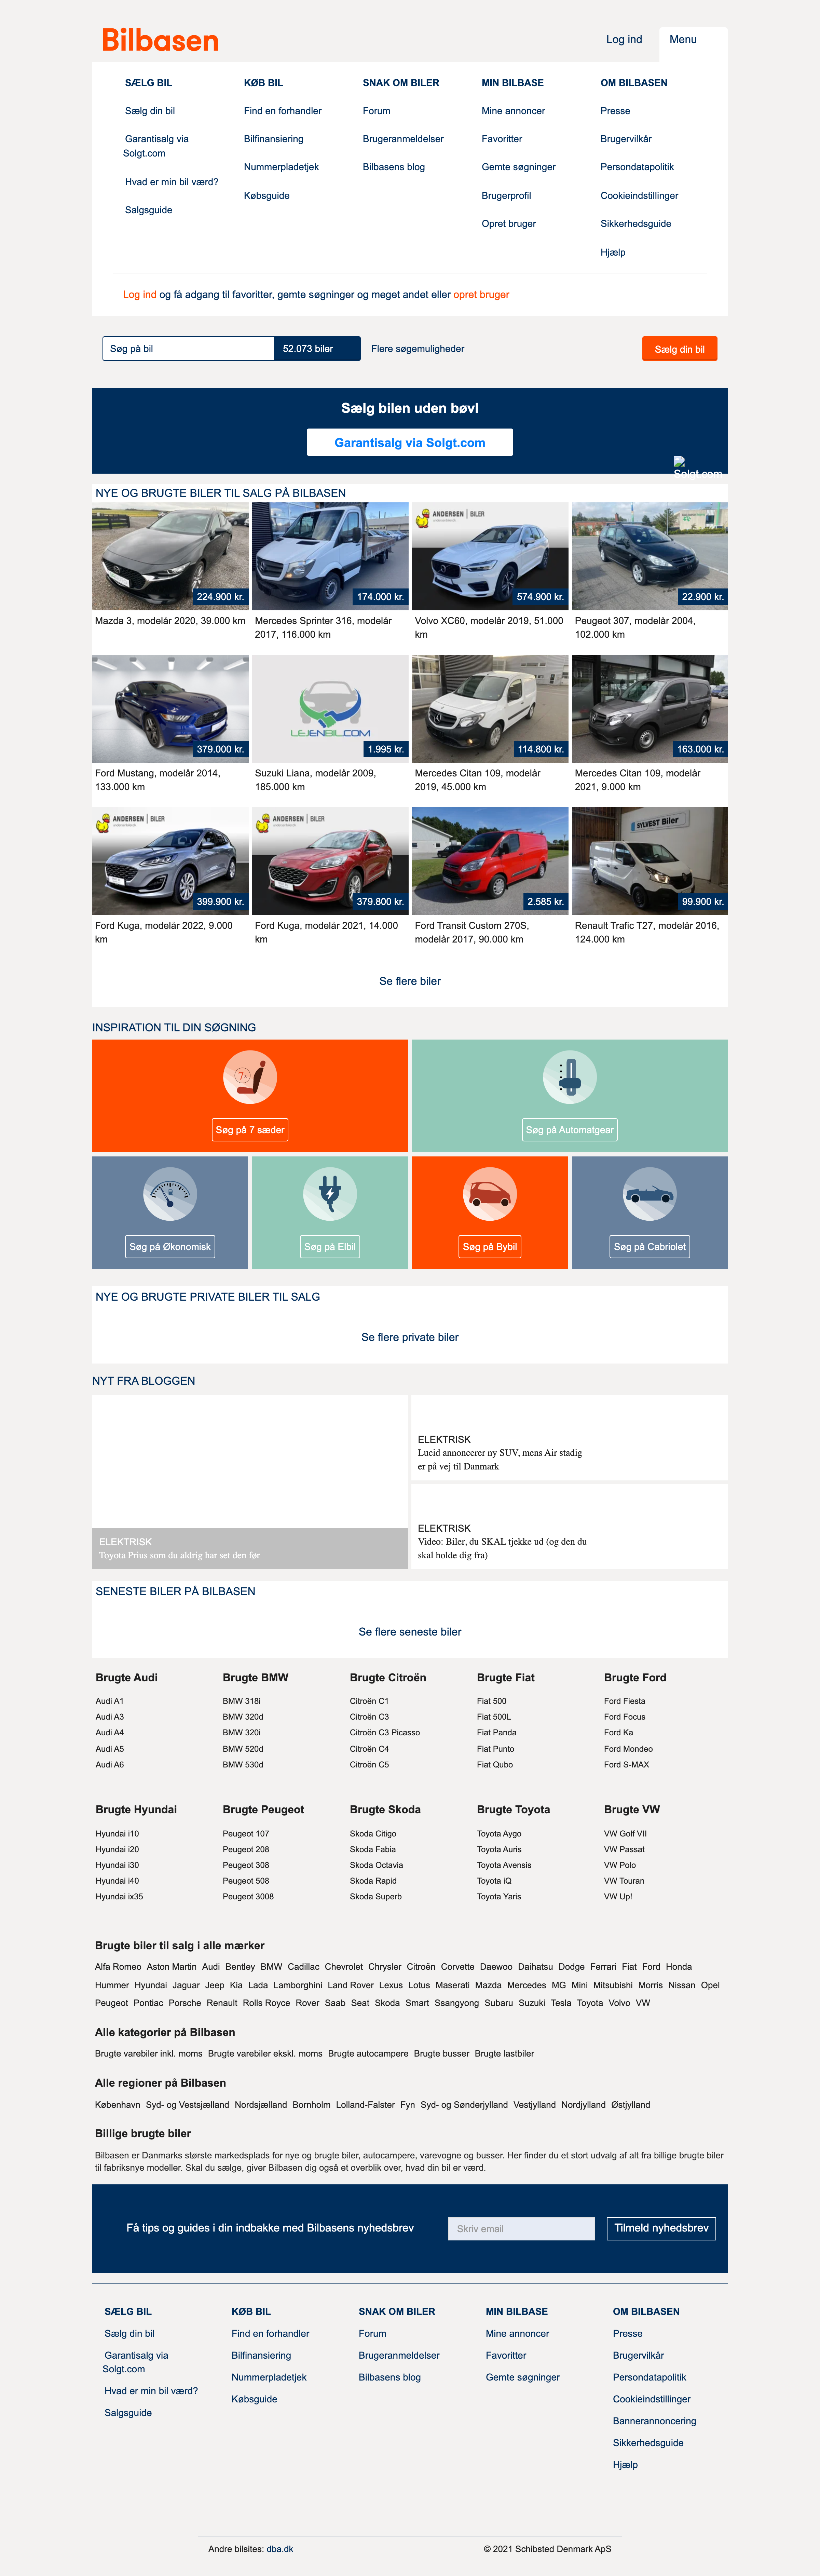 Bilbasen
Log ind
Menu
SÆLG BIL
Sælg din bil
Garantisalg via
Solgt.com
Hvad er min bil værd?
Salgsguide
KØB BIL
Find en forhandler
Bilfinansiering
Nummerpladetjek
Købsguide
SNAK OM BILER
Forum
Brugeranmeldelser
Bilbasens blog
MIN BILBASE
Mine annoncer
Favoritter
Gemte søgninger
Brugerprofil
Opret bruger
OM BILBASEN
Presse
Brugervilkår
Persondatapolitik
Cookieindstillinger
Sikkerhedsguide
Hjælp
Log ind og få adgang til favoritter, gemte søgninger og meget andet eller opret bruger
Søg på bil
52.073 biler
Flere søgemuligheder
Sælg din bil
Sælg bilen uden bøvl
Garantisalg via Solgt.com
Solgt.com
NYE OG BRUGTE BILER TIL SALG PÅ BILBASEN
224.900 kr.
Mazda 3, modelår 2020, 39.000 km
174.000 kr.
Mercedes Sprinter 316, modelår
2017, 116.000 km
ANDERSEN | BILER
574.900 kr.
Volvo XC60, modelår 2019, 51.000
km
22.900 kr.
Peugeot 307, modelår 2004,
102.000 km
379.000 kr.
Ford Mustang, modelår 2014,
133.000 km
LEJENBIL.COM
1.995 kr.
Suzuki Liana, modelår 2009,
185.000 km
114.800 kr.
Mercedes Citan 109, modelår
2019, 45.000 km
163.000 kr.
Mercedes Citan 109, modelår
2021, 9.000 km
ANDERSEN | BILER
399.900 kr.
Ford Kuga, modelår 2022, 9.000
km
ANDERSEN | BILER
379.800 kr.
Ford Kuga, modelår 2021, 14.000
km
2.585 kr.
Ford Transit Custom 270S,
modelår 2017, 90.000 km
SYLVEST Biler
99.900 kr.
Renault Trafic T27, modelår 2016,
124.000 km
Se flere biler
INSPIRATION TIL DIN SØGNING
7x
Søg på 7 sæder
Søg på Automatgear
Søg på Økonomisk
Søg på Elbil
Søg på Bybil
Søg på Cabriolet
NYE OG BRUGTE PRIVATE BILER TIL SALG
Se flere private biler
NYT FRA BLOGGEN
ELEKTRISK
Toyota Prius som du aldrig har set den før
ELEKTRISK
Lucid annoncerer ny SUV, mens Air stadig
er på vej til Danmark
ELEKTRISK
Video: Biler, du SKAL tjekke ud (og den du
skal holde dig fra)
SENESTE BILER PÅ BILBASEN
Se flere seneste biler
Brugte Audi
Audi A1
Audi A3
Audi A4
Audi A5
Audi A6
Brugte BMW
BMW 318i
BMW 320d
BMW 320i
BMW 520d
BMW 530d
Brugte Citroën
Citroën C1
Citroën C3
Citroën C3 Picasso
Citroën C4
Citroën C5
Brugte Fiat
Fiat 500
Fiat 500L
Fiat Panda
Fiat Punto
Fiat Qubo
Brugte Ford
Ford Fiesta
Ford Focus
Ford Ka
Ford Mondeo
Ford S-MAX
Brugte Hyundai
Hyundai i10
Hyundai i20
Hyundai i30
Hyundai i40
Hyundai ix35
Brugte Peugeot
Peugeot 107
Peugeot 208
Peugeot 308
Peugeot 508
Peugeot 3008
Brugte Skoda
Skoda Citigo
Skoda Fabia
Skoda Octavia
Skoda Rapid
Skoda Superb
Brugte Toyota
Toyota Aygo
Toyota Auris
Toyota Avensis
Toyota iQ
Toyota Yaris
Brugte VW
VW Golf VII
VW Passat
VW Polo
VW Touran
VW Up!
Brugte biler til salg i alle mærker
Alfa Romeo Aston Martin Audi Bentley BMW Cadillac Chevrolet Chrysler Citroën Corvette Daewoo Daihatsu Dodge Ferrari Fiat Ford Honda
Hummer Hyundai Jaguar Jeep Kia Lada Lamborghini Land Rover Lexus Lotus Maserati Mazda Mercedes MG Mini Mitsubishi Morris Nissan Opel
Peugeot Pontiac Porsche Renault Rolls Royce Rover Saab Seat Skoda Smart Ssangyong Subaru Suzuki Tesla Toyota Volvo VW
Alle kategorier på Bilbasen
Brugte varebiler inkl. moms Brugte varebiler ekskl. moms Brugte autocampere Brugte busser Brugte lastbiler
Alle regioner på Bilbasen
København Syd- og Vestsjælland Nordsjælland Bornholm Lolland-Falster Fyn Syd- og Sønderjylland Vestjylland Nordjylland Østjylland
Billige brugte biler
Bilbasen er Danmarks største markedsplads for nye og brugte biler, autocampere, varevogne og busser. Her finder du et stort udvalg af alt fra billige brugte biler
til fabriksnye modeller. Skal du sælge, giver Bilbasen dig også et overblik over, hvad din bil er værd.
Få tips og guides i din indbakke med Bilbasens nyhedsbrev
Skriv email
Tilmeld nyhedsbrev
SÆLG BIL
Sælg din bil
Garantisalg via
Solgt.com
Hvad er min bil værd?
Salgsguide
KØB BIL
Find en forhandler
Bilfinansiering
Nummerpladetjek
Købsguide
SNAK OM BILER
Forum
Brugeranmeldelser
Bilbasens blog
MIN BILBASE
Mine annoncer
Favoritter
Gemte søgninger
OM BILBASEN
Presse
Brugervilkår
Persondatapolitik
Cookieindstillinger
Bannerannoncering
Sikkerhedsguide
Hjælp
Andre bilsites: dba.dk
© 2021 Schibsted Denmark ApS